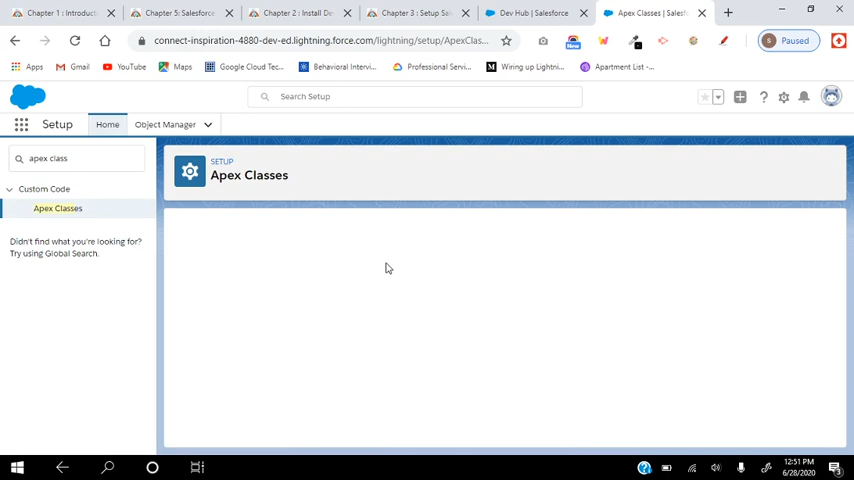 Chapter 1 : Introduct
Chapter 5: Salesforce
Chapter 2 : Install De
Chapter 3 : Setup Sal
Dev Hub | Salesforce
Apex Classes | Salesf
connect-inspiration-4880-dev-ed.lightning.force.com/lightning/setup/ApexClas...
Paused
Apps
Gmail
YouTube
Maps
Google Cloud Tec...
Behavioral Intervi...
Professional Servic...
Wiring up Lightni...
Apartment List -...
Search Setup
Setup
Home
Object Manager
apex class
SETUP
Apex Classes
Custom Code
Apex Classes
Didn't find what you're looking for?
Try using Global Search.
12:51 PM
6/28/2020